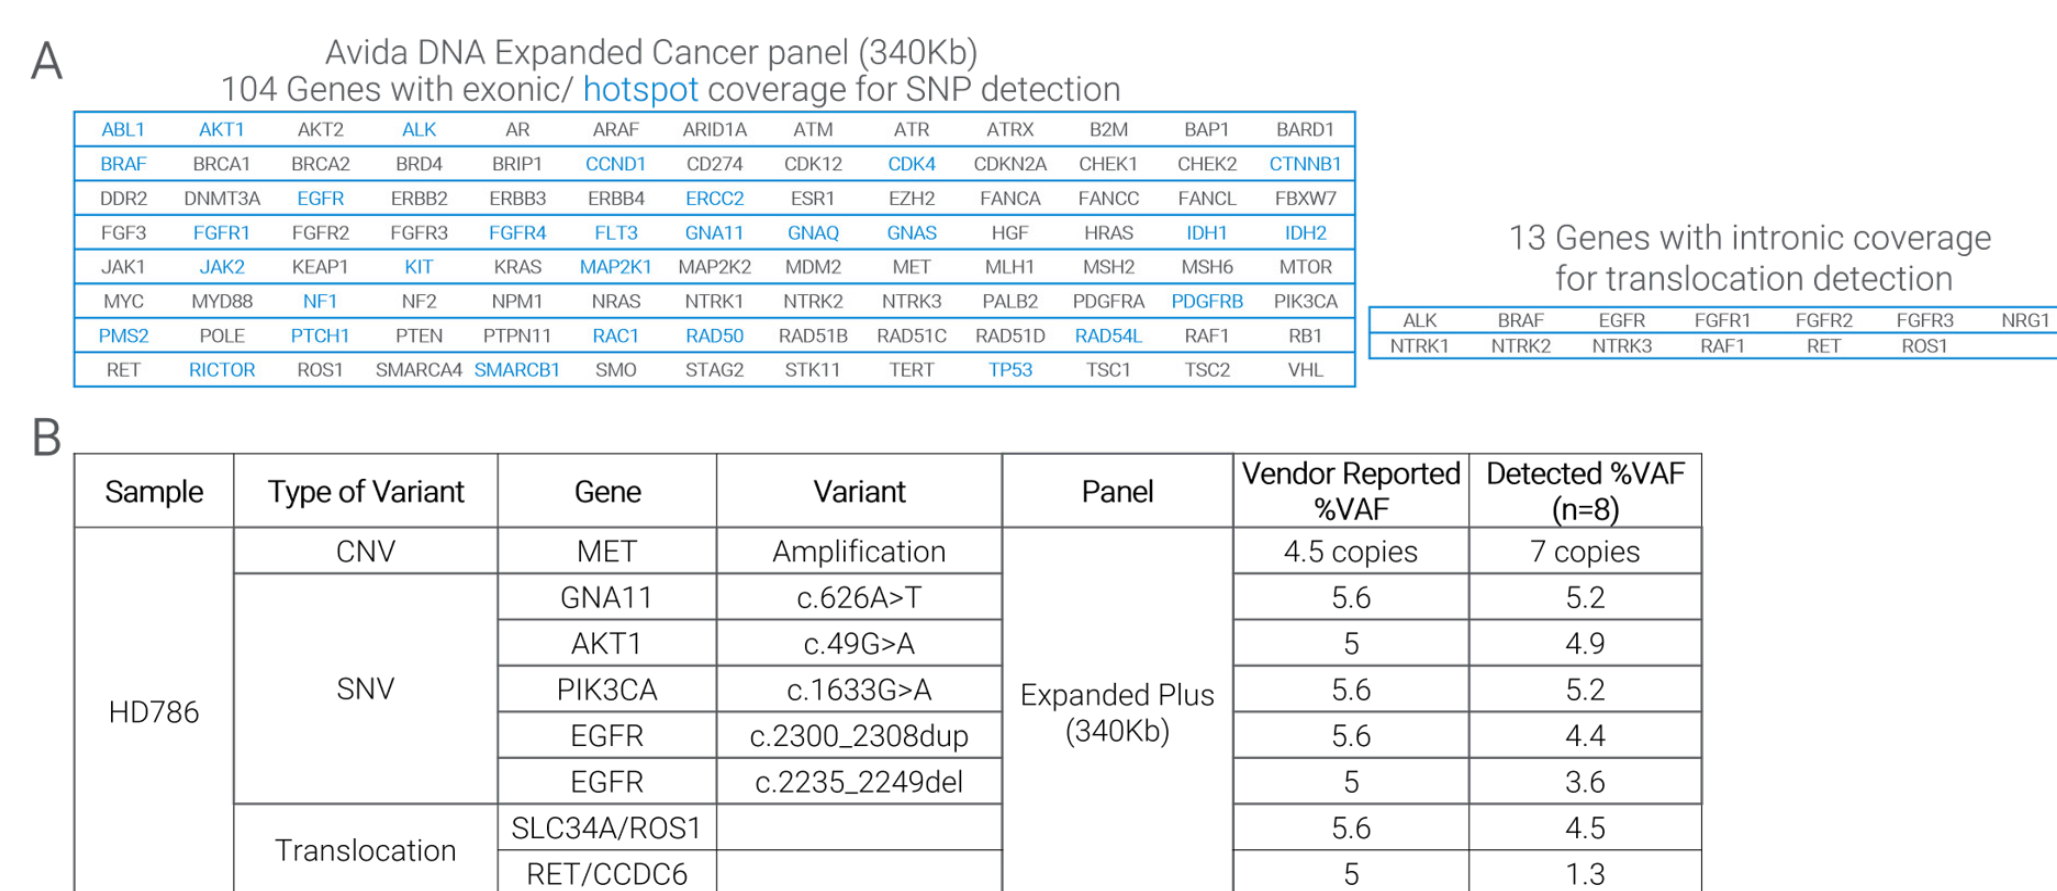 A
Avida DNA Expanded Cancer panel (340Kb)
104 Genes with exonic/ hotspot coverage for SNP detection
ABL1 AKT1 AKT2 ALK AR ARAF ARID1A ATM ATR ATRX B2M BAP1 BARD1
BRAF BRCA1 BRCA2 BRD4 BRIP1 CCND1 CD274 CDK12 CDK4 CDKN2A CHEK1 CHEK2 CTNNB1
DDR2 DNMT3A EGFR ERBB2 ERBB3 ERBB4 ERCC2 ESR1 EZH2 FANCA FANCC FANCL FBXW7
FGF3 FGFR1 FGFR2 FGFR3 FGFR4 FLT3 GNA11 GNAQ GNAS HGF HRAS IDH1 IDH2
JAK1 JAK2 KEAP1 KIT KRAS MAP2K1 MAP2K2 MDM2 MET MLH1 MSH2 MSH6 MTOR
MYC MYD88 NF1 NF2 NPM1 NRAS NTRK1 NTRK2 NTRK3 PALB2 PDGFRA PDGFRB PIK3CA
PMS2 POLE PTCH1 PTEN PTPN11 RAC1 RAD50 RAD51B RAD51C RAD51D RAD54L RAF1 RB1
RET RICTOR ROS1 SMARCA4 SMARCB1 SMO STAG2 STK11 TERT TP53 TSC1 TSC2 VHL
13 Genes with intronic coverage
for translocation detection
ALK BRAF EGFR FGFR1 FGFR2 FGFR3 NRG1
NTRK1 NTRK2 NTRK3 RAF1 RET ROS1
B
Sample Type of Variant Gene Variant Panel Vendor Reported %VAF Detected %VAF (n=8)
HD786 CNV MET Amplification Expanded Plus (340Kb) 4.5 copies 7 copies
SNV GNA11 c.626A>T 5.6 5.2
AKT1 c.49G>A 5 4.9
PIK3CA c.1633G>A 5.6 5.2
EGFR c.2300_2308dup 5.6 4.4
EGFR c.2235_2249del 5 3.6
Translocation SLC34A/ROS1 5.6 4.5
RET/CCDC6 5 1.3